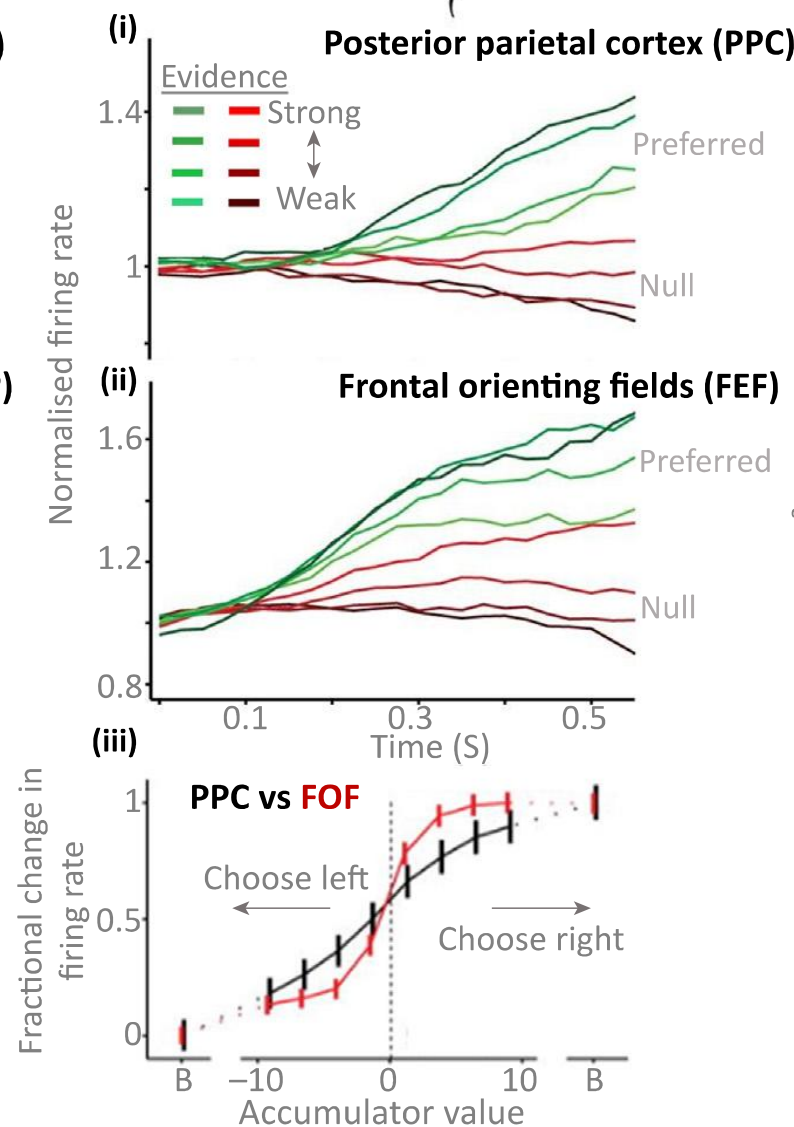 (
)
(i)
Posterior parietal cortex (PPC)
Evidence
Strong
Weak
1.4
1
Preferred
Null
Normalised firing rate
)
(ii)
Frontal orienting fields (FEF)
1.6
1.2
0.8
Preferred
Null
0.1 0.3 0.5
Time (S)
(iii)
PPC vs FOF
Fractional change in
firing rate
1
0.5
0
Choose left
Choose right
B –10 0 10 B
Accumulator value